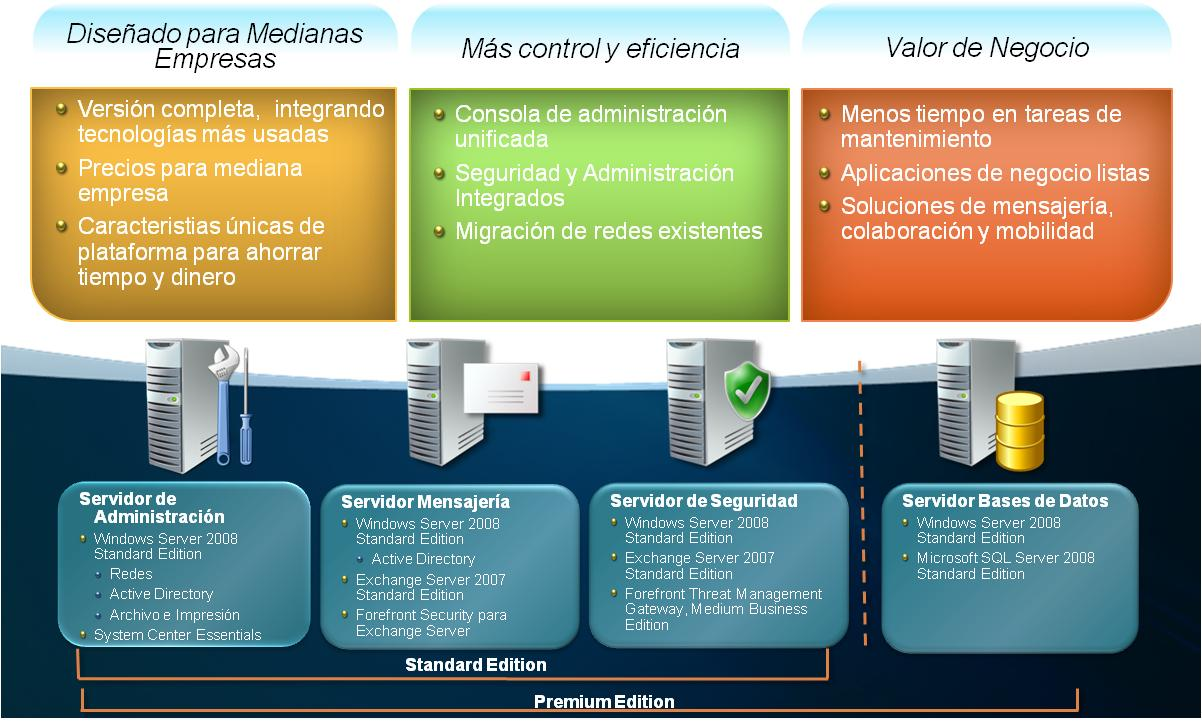 Diseñado para Medianas
Empresas
Más control y eficiencia
Valor de Negocio
Versión completa, integrando
tecnologías más usadas
Precios para mediana
empresa
Caracteristias únicas de
plataforma para ahorrar
tiempo y dinero
Consola de administración
unificada
Seguridad y Administración
Integrados
Migración de redes existentes
Menos tiempo en tareas de
mantenimiento
Aplicaciones de negocio listas
Soluciones de mensajería,
colaboración y mobilidad
Servidor de
Administración
Windows Server 2008
Standard Edition
Redes
Active Directory
Archivo e Impresión
System Center Essentials
Servidor Mensajería
Windows Server 2008
Standard Edition
Active Directory
Exchange Server 2007
Standard Edition
Forefront Security para
Exchange Server
Servidor de Seguridad
Windows Server 2008
Standard Edition
Exchange Server 2007
Standard Edition
Forefront Threat Management
Gateway, Medium Business
Edition
Servidor Bases de Datos
Windows Server 2008
Standard Edition
Microsoft SQL Server 2008
Standard Edition
Standard Edition
Premium Edition